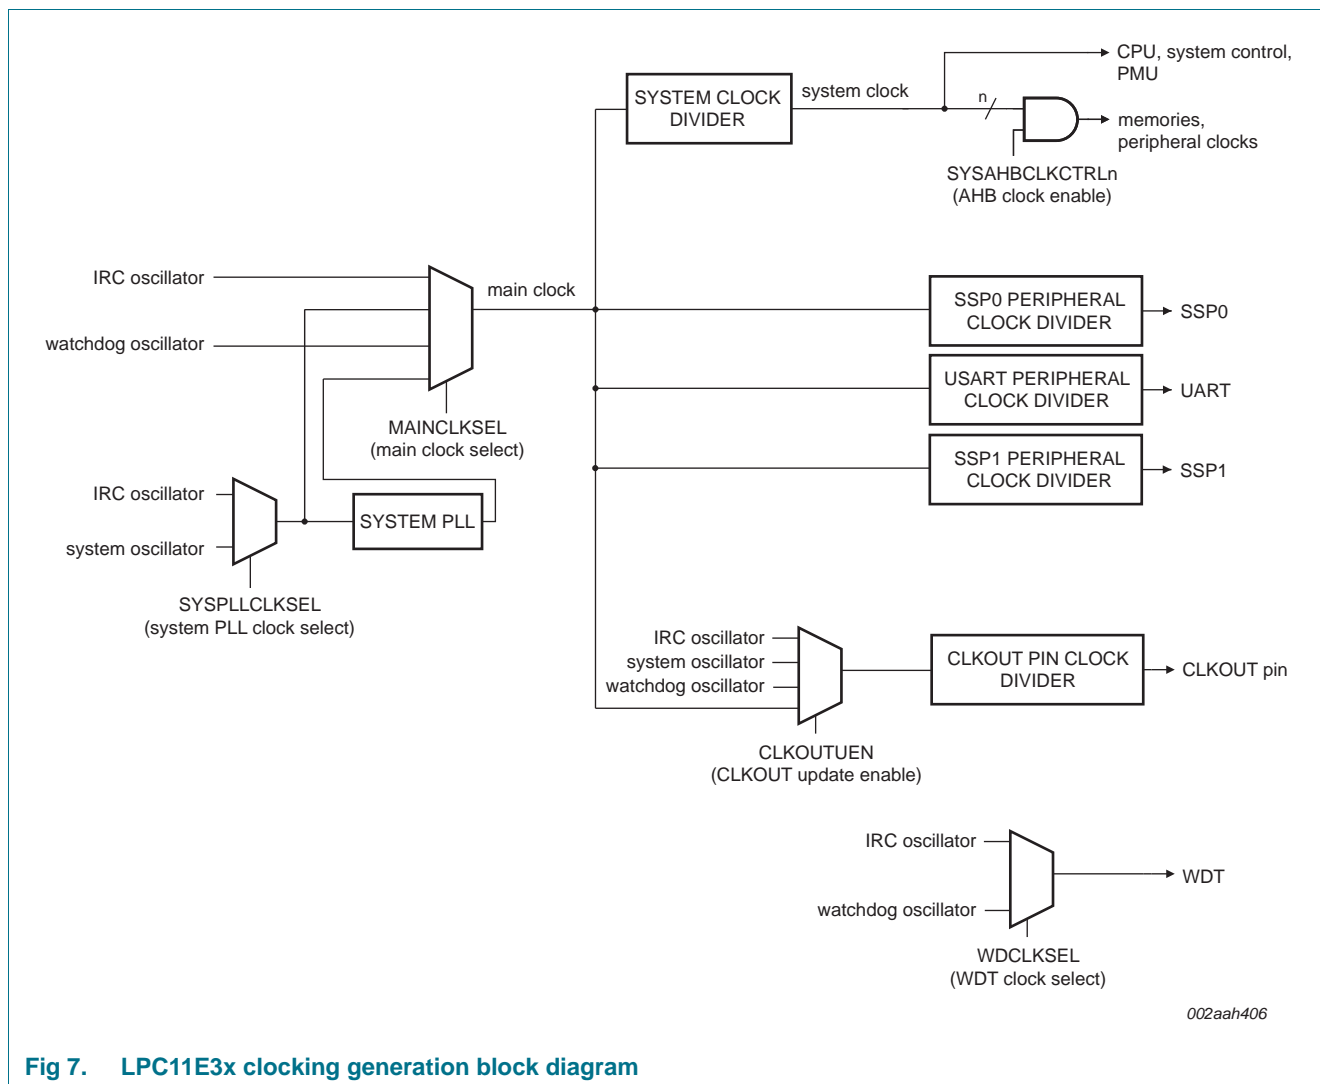 CPU, system control,
PMU
SYSTEM CLOCK
DIVIDER
system clock
n
memories,
peripheral clocks
SYSAHBCLKCTRLn
(AHB clock enable)
IRC oscillator
main clock
watchdog oscillator
MAINCLKSEL
(main clock select)
SSP0 PERIPHERAL
CLOCK DIVIDER
SSP0
USART PERIPHERAL
CLOCK DIVIDER
UART
SSP1 PERIPHERAL
CLOCK DIVIDER
SSP1
IRC oscillator
system oscillator
SYSTEM PLL
SYSPLLCLKSEL
(system PLL clock select)
IRC oscillator
system oscillator
watchdog oscillator
CLKOUT PIN CLOCK
DIVIDER
CLKOUT pin
CLKOUTUEN
(CLKOUT update enable)
IRC oscillator
watchdog oscillator
WDT
WDCLKSEL
(WDT clock select)
002aah406
Fig 7. LPC11E3x clocking generation block diagram